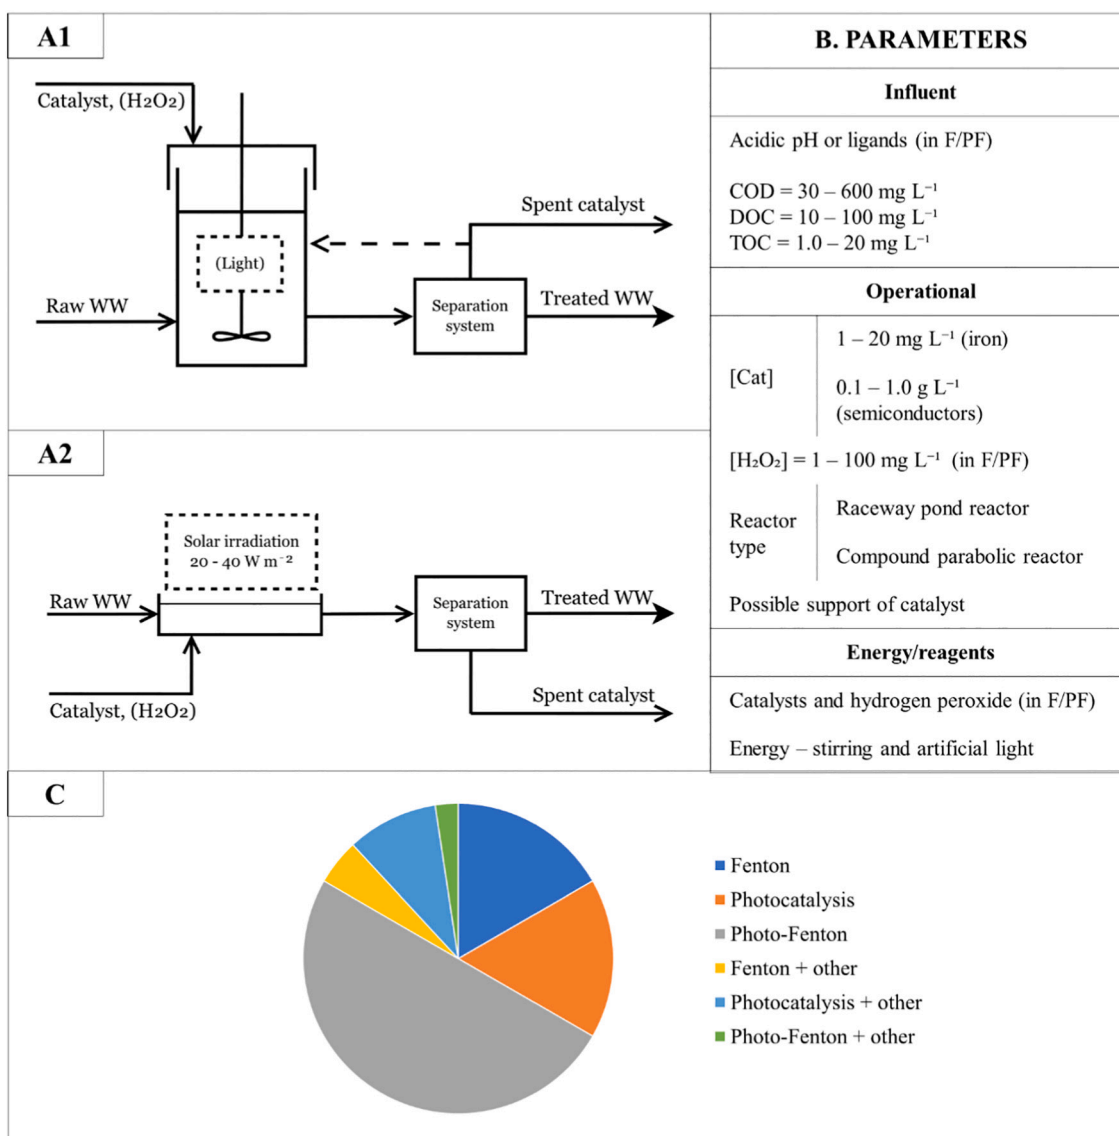 A1
Catalyst, (H2O2)
(Light)
Raw WW
Spent catalyst
Separation
system
Treated WW
A2
Solar irradiation
20 - 40 W m⁻²
Raw WW
Catalyst, (H2O2)
Separation
system
Treated WW
Spent catalyst
B. PARAMETERS
Influent
Acidic pH or ligands (in F/PF)
COD = 30 – 600 mg L⁻¹
DOC = 10 – 100 mg L⁻¹
TOC = 1.0 – 20 mg L⁻¹
Operational
[Cat]
1 – 20 mg L⁻¹ (iron)
0.1 – 1.0 g L⁻¹
(semiconductors)
[H₂O₂] = 1 – 100 mg L⁻¹ (in F/PF)
Reactor
type
Raceway pond reactor
Compound parabolic reactor
Possible support of catalyst
Energy/reagents
Catalysts and hydrogen peroxide (in F/PF)
Energy – stirring and artificial light
C
Fenton
Photocatalysis
Photo-Fenton
Fenton + other
Photocatalysis + other
Photo-Fenton + other